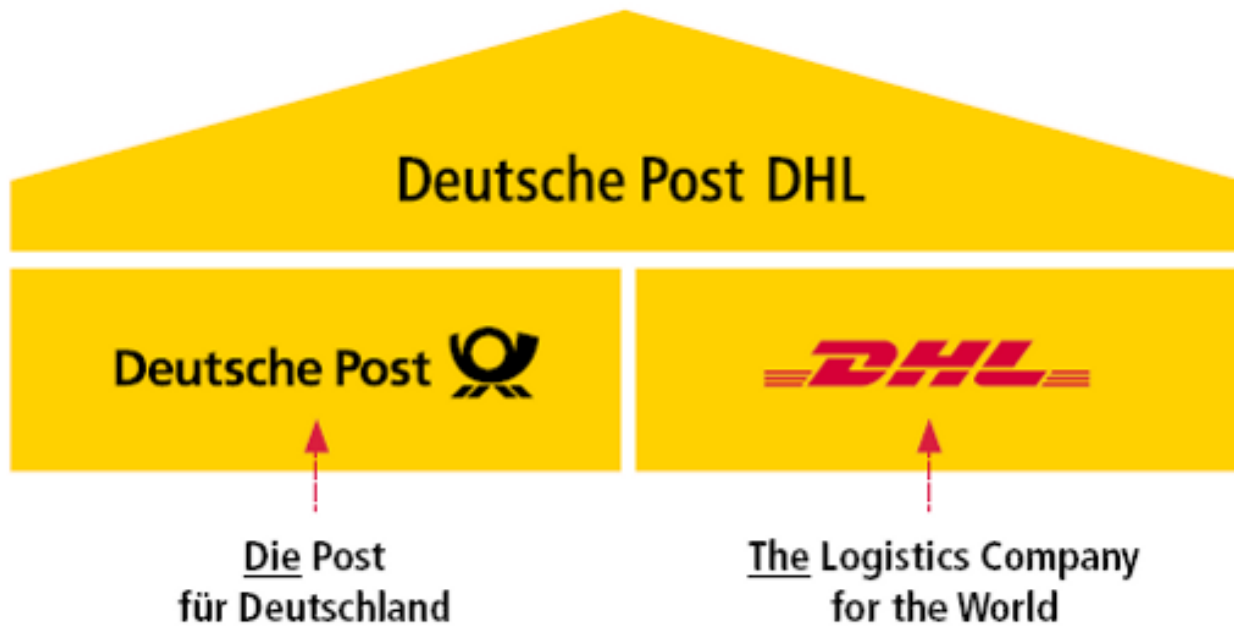 Deutsche Post DHL
Deutsche Post
DHL
Die Post
für Deutschland
The Logistics Company
for the World